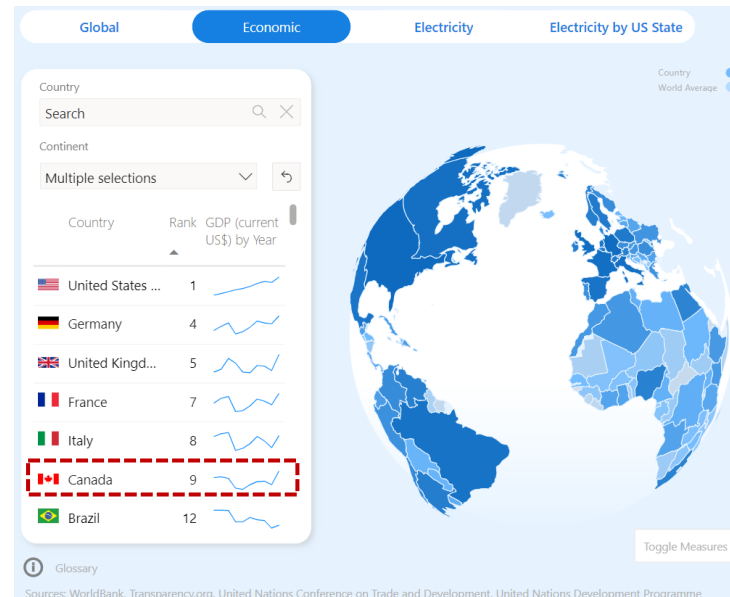 Global Economic Electricity Electricity by US State
Country
World Average
Country
Search
Continent
Multiple selections
Country Rank GDP (current
US$) by Year
United States ... 1
Germany 4
United Kingd... 5
France 7
Italy 8
Canada 9
Brazil 12
Toggle Measures
Glossary
Sources: WorldBank, Transparency.org, United Nations Conference on Trade and Development, United Nations Development Programme